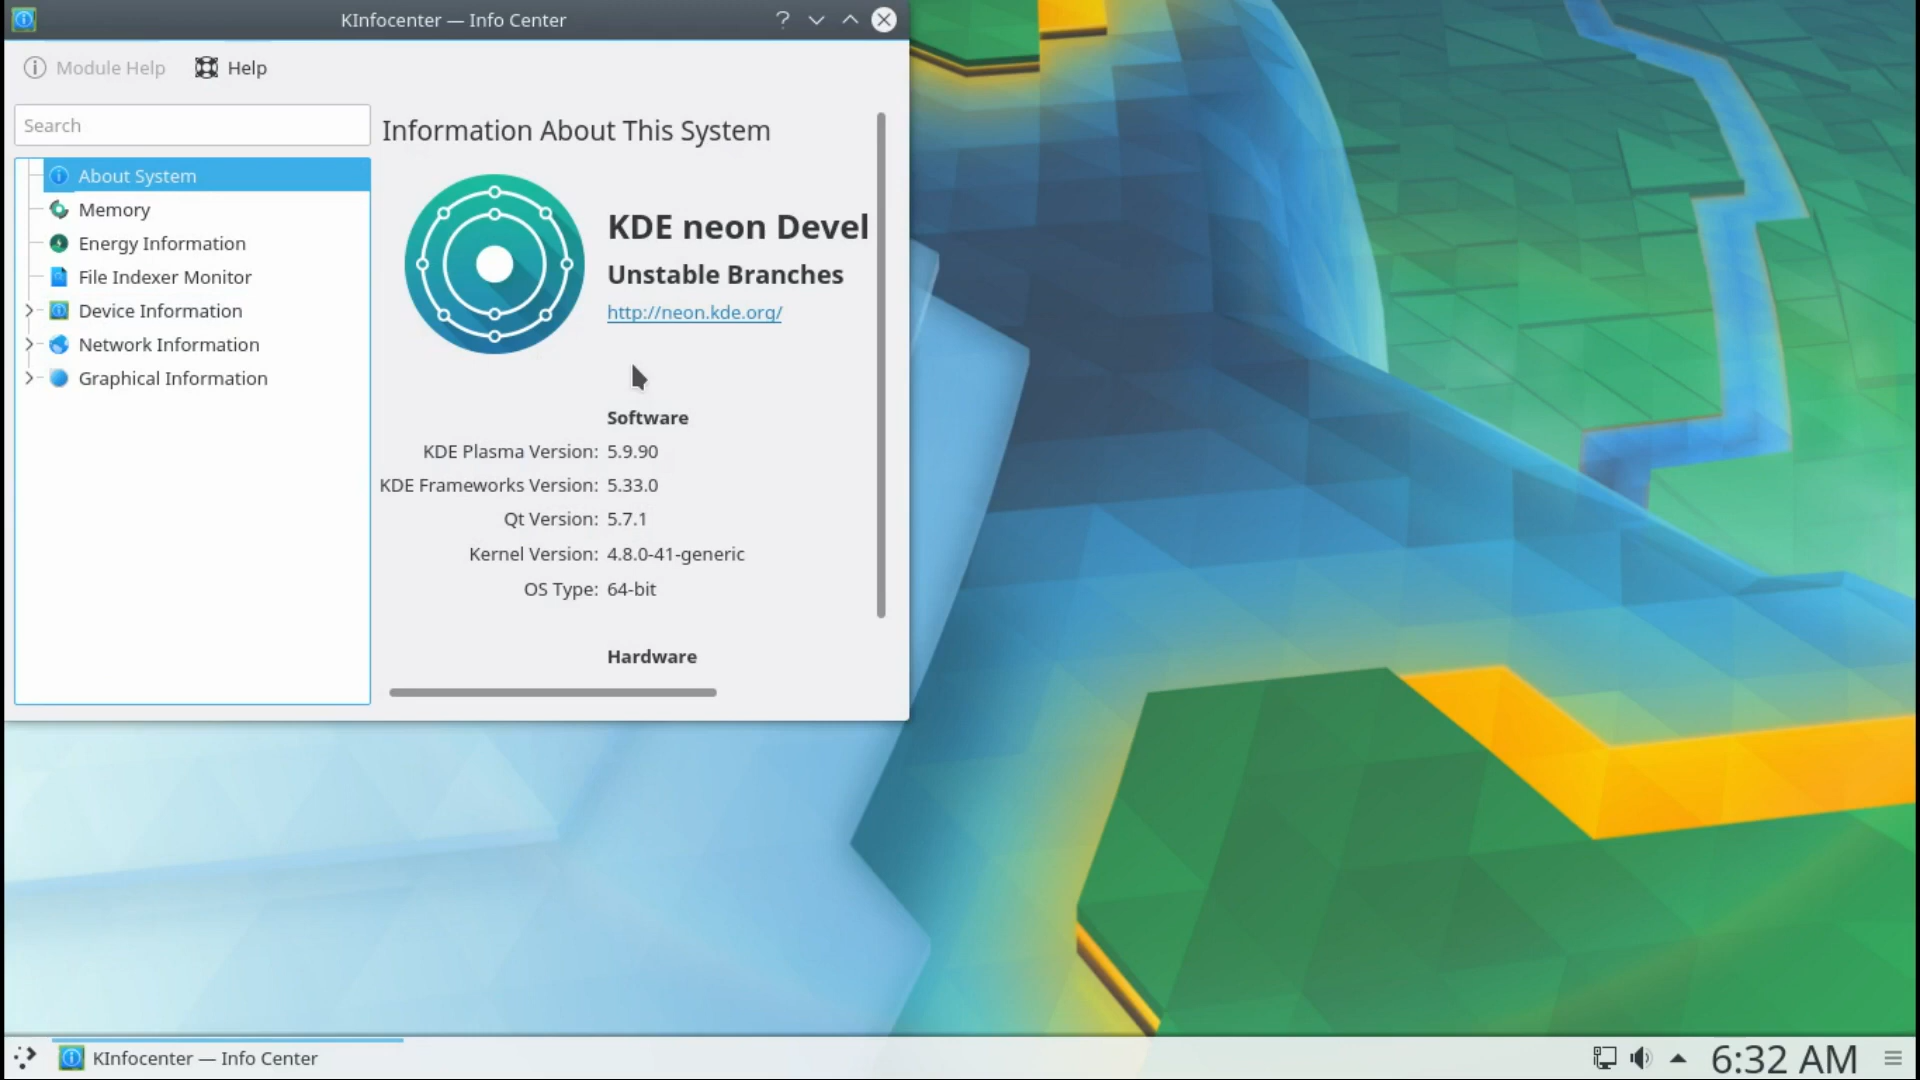 KInfocenter — Info Center
Module Help Help
Search
About System
Memory
Energy Information
File Indexer Monitor
Device Information
Network Information
Graphical Information
Information About This System
KDE neon Devel
Unstable Branches
http://neon.kde.org/
Software
KDE Plasma Version: 5.9.90
KDE Frameworks Version: 5.33.0
Qt Version: 5.7.1
Kernel Version: 4.8.0-41-generic
OS Type: 64-bit
Hardware
KInfocenter — Info Center
6:32 AM